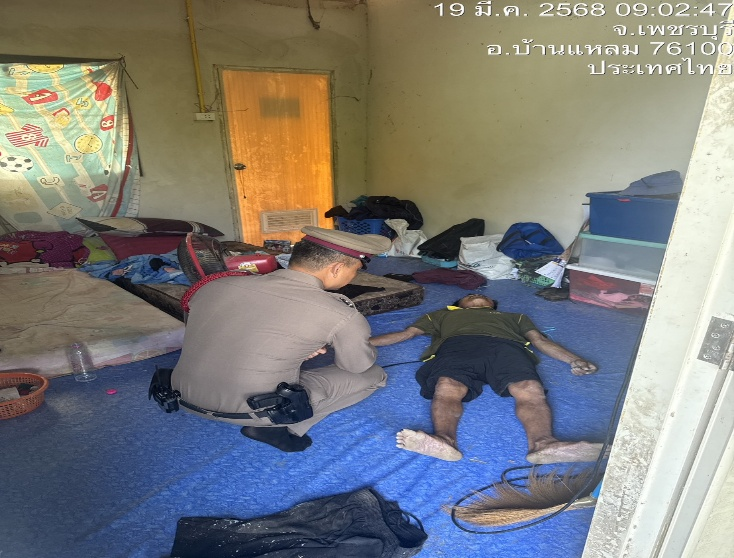 19 มี.ค. 2568 09:02:47
จ.เพชรบุรี
อ.บ้านแหลม 76100
ประเทศไทย